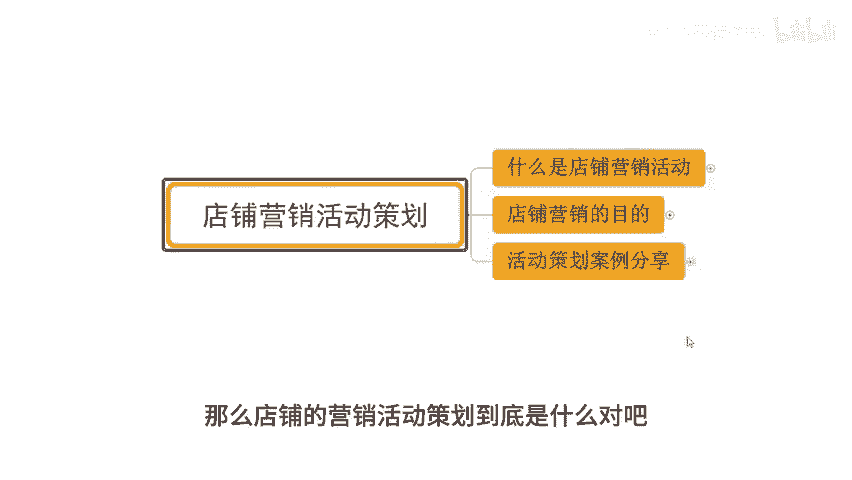 店铺营销活动策划
什么是店铺营销活动
店铺营销的目的
活动策划案例分享
那么店铺的营销活动策划到底是什么对吧